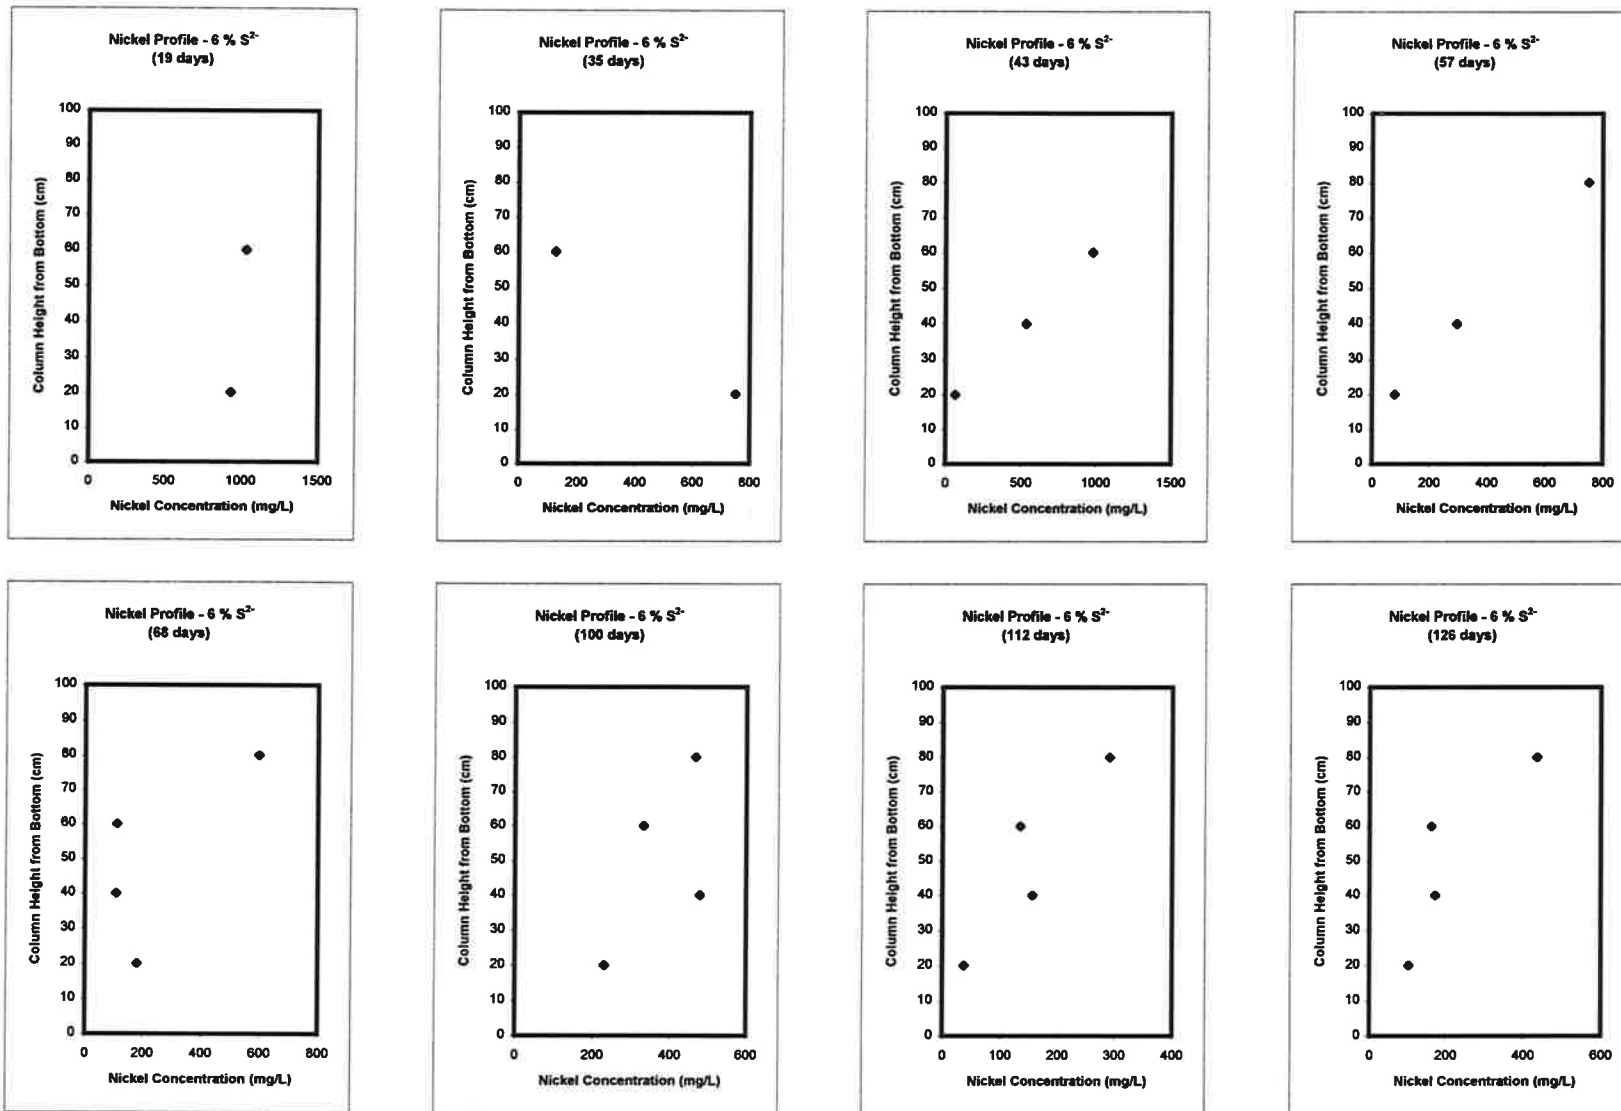 Nickel Profile - 6 % S²⁻
(19 days)
Column Height from Bottom (cm)
100
90
80
70
60
50
40
30
20
10
0
0 500 1000 1500
Nickel Concentration (mg/L)
Nickel Profile - 6 % S²⁻
(35 days)
Column Height from Bottom (cm)
100
90
80
70
60
50
40
30
20
10
0
0 200 400 600 800
Nickel Concentration (mg/L)
Nickel Profile - 6 % S²⁻
(43 days)
Column Height from Bottom (cm)
100
90
80
70
60
50
40
30
20
10
0
0 500 1000 1500
Nickel Concentration (mg/L)
Nickel Profile - 6 % S²⁻
(57 days)
Column Height from Bottom (cm)
100
90
80
70
60
50
40
30
20
10
0
0 200 400 600 800
Nickel Concentration (mg/L)
Nickel Profile - 6 % S²⁻
(68 days)
Column Height from Bottom (cm)
100
90
80
70
60
50
40
30
20
10
0
0 200 400 600 800
Nickel Concentration (mg/L)
Nickel Profile - 6 % S²⁻
(100 days)
Column Height from Bottom (cm)
100
90
80
70
60
50
40
30
20
10
0
0 200 400 600
Nickel Concentration (mg/L)
Nickel Profile - 6 % S²⁻
(112 days)
Column Height from Bottom (cm)
100
90
80
70
60
50
40
30
20
10
0
0 100 200 300 400
Nickel Concentration (mg/L)
Nickel Profile - 6 % S²⁻
(126 days)
Column Height from Bottom (cm)
100
90
80
70
60
50
40
30
20
10
0
0 200 400 600
Nickel Concentration (mg/L)